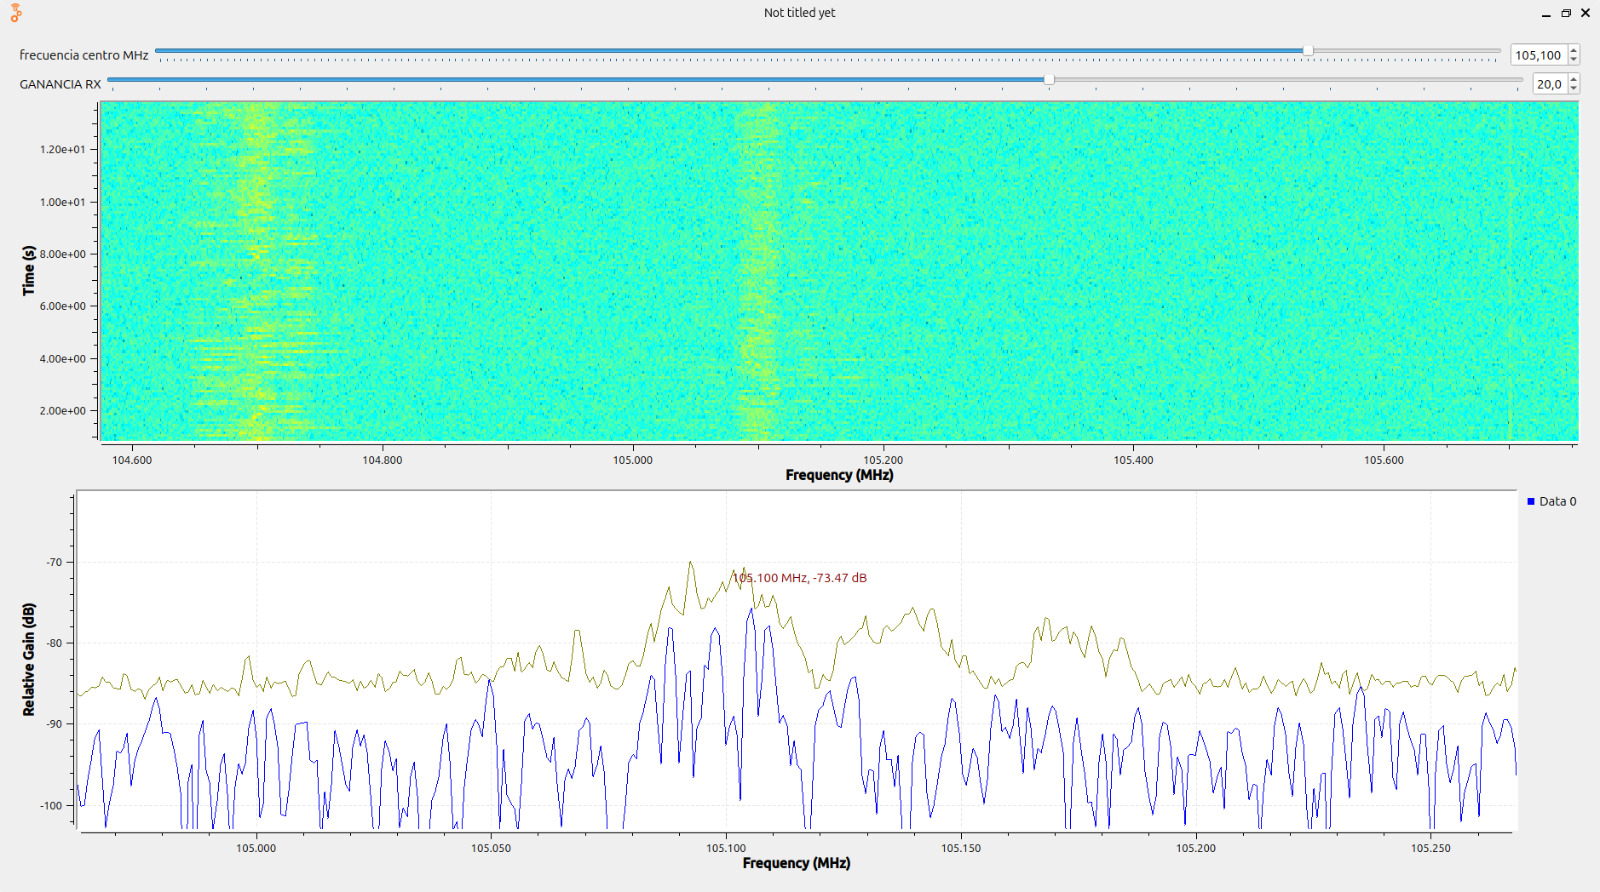 Not titled yet
frecuencia centro MHz
105,100
GANANCIA RX
20,0
Time (s)
1.20e+01
1.00e+01
8.00e+00
6.00e+00
4.00e+00
2.00e+00
104.600 104.800 105.000 105.200 105.400 105.600
Frequency (MHz)
Data 0
Relative Gain (dB)
-70
-80
-90
-100
105.100 MHz, -73.47 dB
105.000 105.050 105.100 105.150 105.200 105.250
Frequency (MHz)